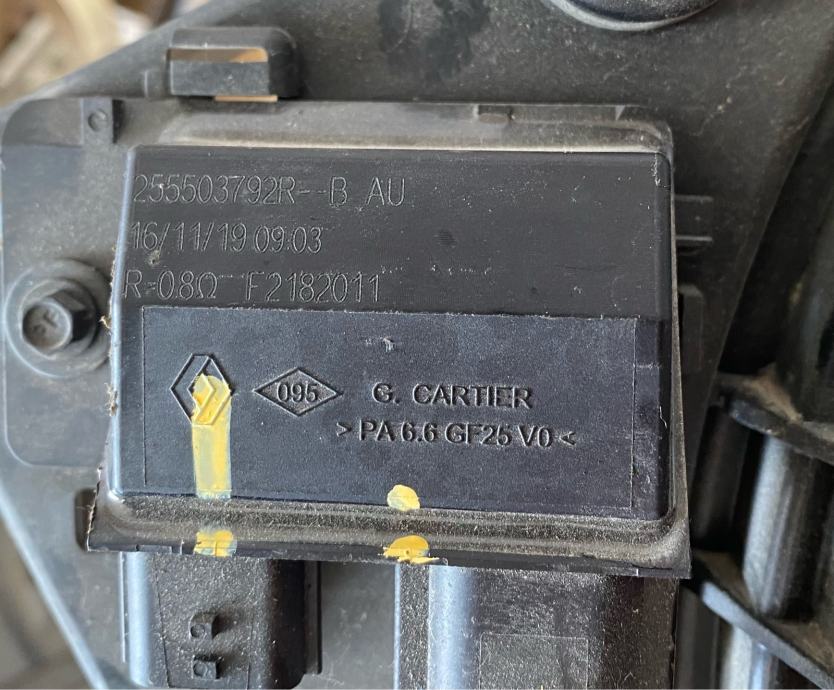 255503792R--B AU
16/11/19 09:03
R=0.8Ω F2182011
095 G. CARTIER
>PA 6.6 GF25 V0<